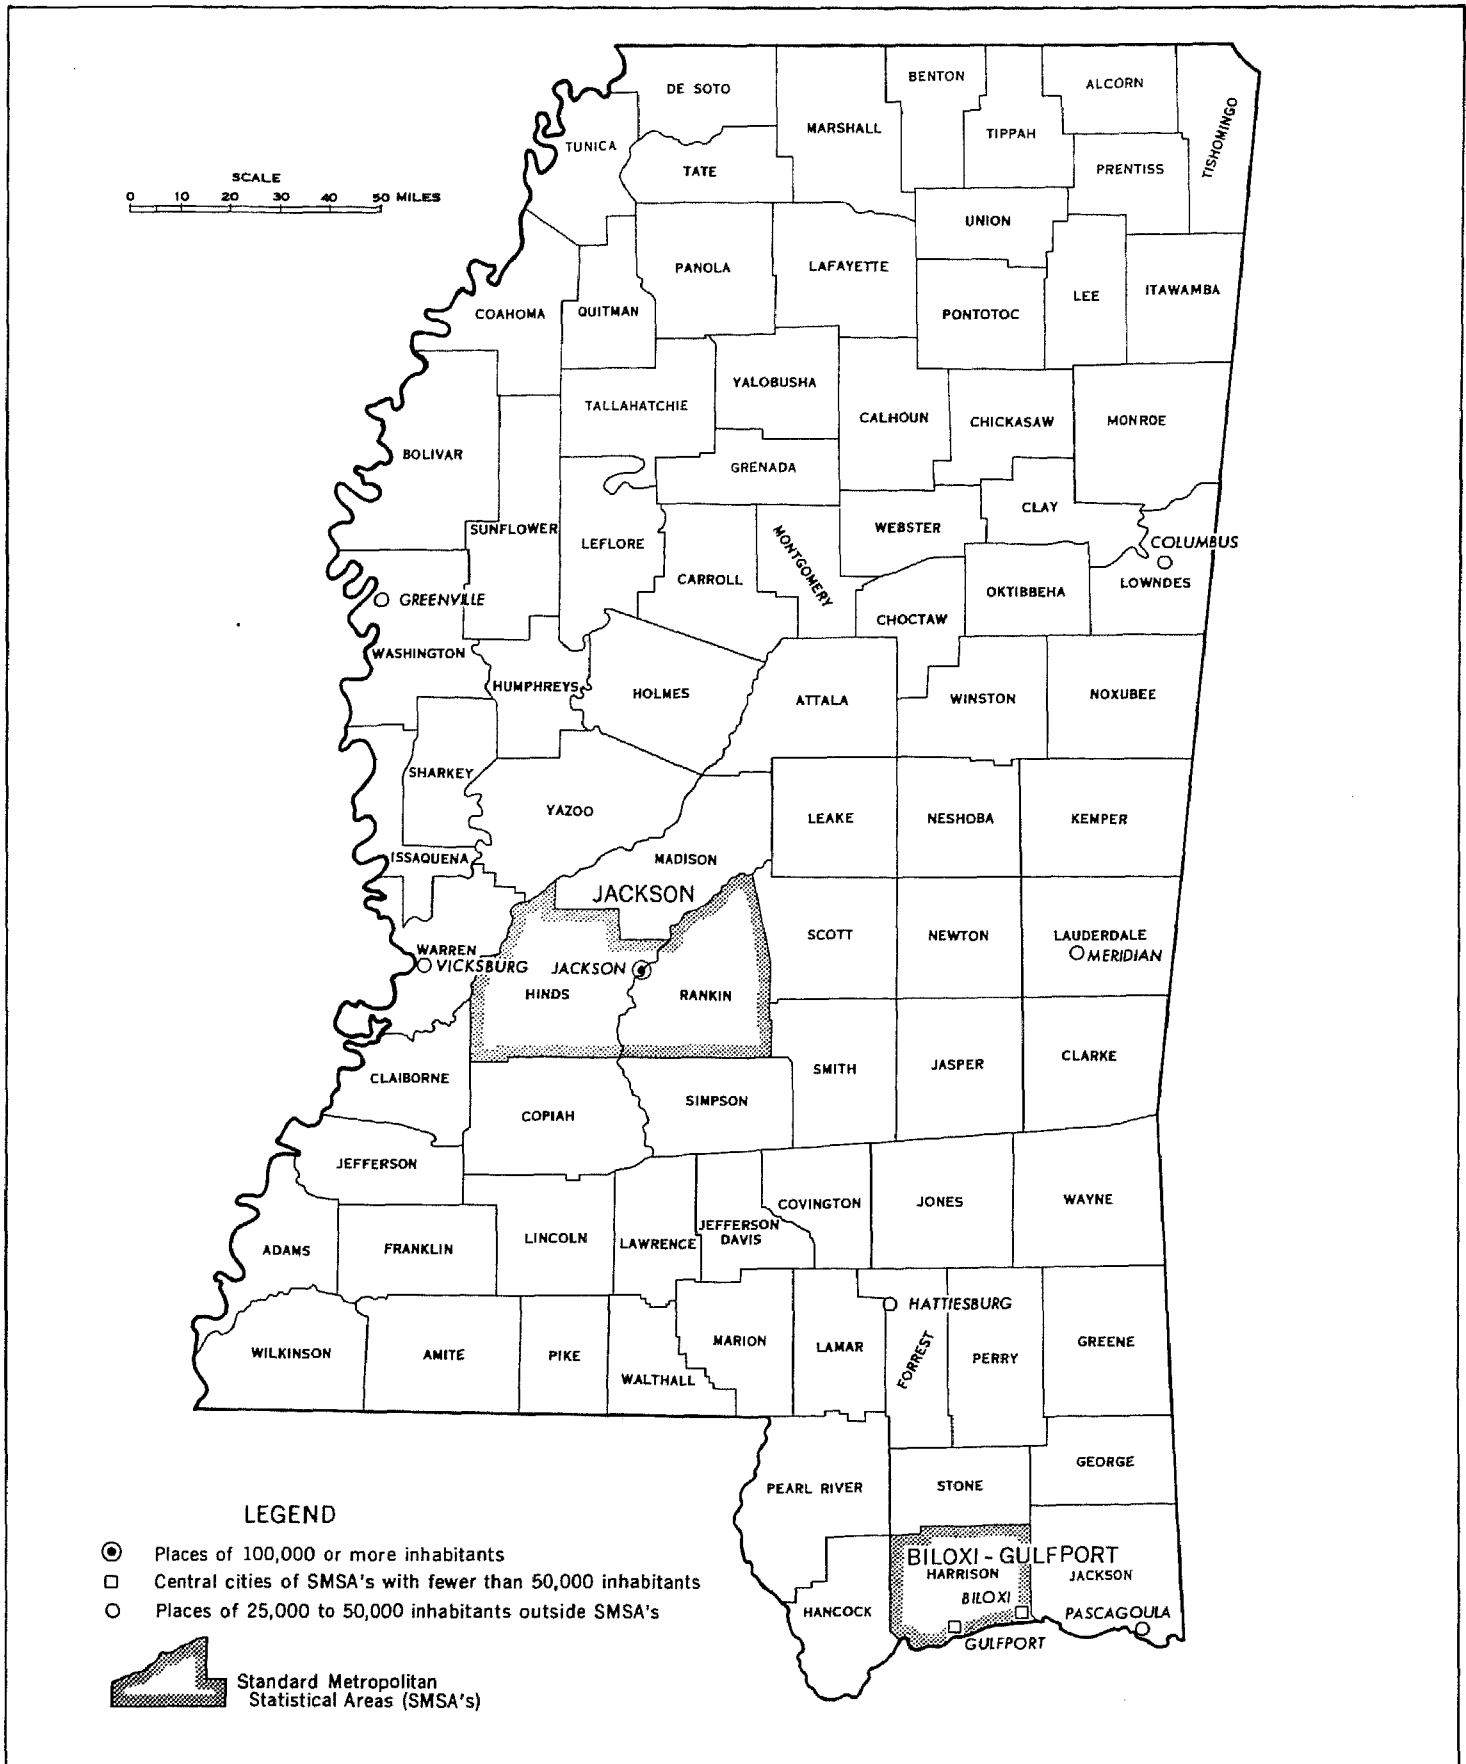 DE SOTO
BENTON
ALCORN
MARSHALL
TIPPAH
TISHOMINGO
TUNICA
TATE
PRENTISS
SCALE
0 10 20 30 40 50 MILES
UNION
PANOLA
LAFAYETTE
LEE
ITAWAMBA
COAHOMA
QUITMAN
PONTOTOC
YALOBUSHA
TALLAHATCHIE
CALHOUN
CHICKASAW
MONROE
BOLIVAR
GRENADA
CLAY
SUNFLOWER
LEFLORE
WEBSTER
COLUMBUS
MONTGOMERY
CARROLL
LOWNDES
GREENVILLE
OKTIBBEHA
CHOCTAW
WASHINGTON
HUMPHREYS
HOLMES
ATTALA
WINSTON
NOXUBEE
SHARKEY
YAZOO
LEAKE
NESHOBA
KEMPER
ISSAQUENA
MADISON
JACKSON
SCOTT
NEWTON
LAUDERDALE
MERIDIAN
WARREN
VICKSBURG
JACKSON
HINDS
RANKIN
CLAIBORNE
SMITH
JASPER
CLARKE
COPIAH
SIMPSON
JEFFERSON
COVINGTON
JONES
WAYNE
ADAMS
FRANKLIN
LINCOLN
LAWRENCE
JEFFERSON
DAVIS
HATTIESBURG
WILKINSON
AMITE
PIKE
WALTHALL
MARION
LAMAR
FORREST
PERRY
GREENE
PEARL RIVER
STONE
GEORGE
BILOXI - GULFPORT
HARRISON
JACKSON
BILOXI
HANCOCK
PASCAGOULA
GULFPORT
LEGEND
Places of 100,000 or more inhabitants
Central cities of SMSA's with fewer than 50,000 inhabitants
Places of 25,000 to 50,000 inhabitants outside SMSA's
Standard Metropolitan
Statistical Areas (SMSA's)